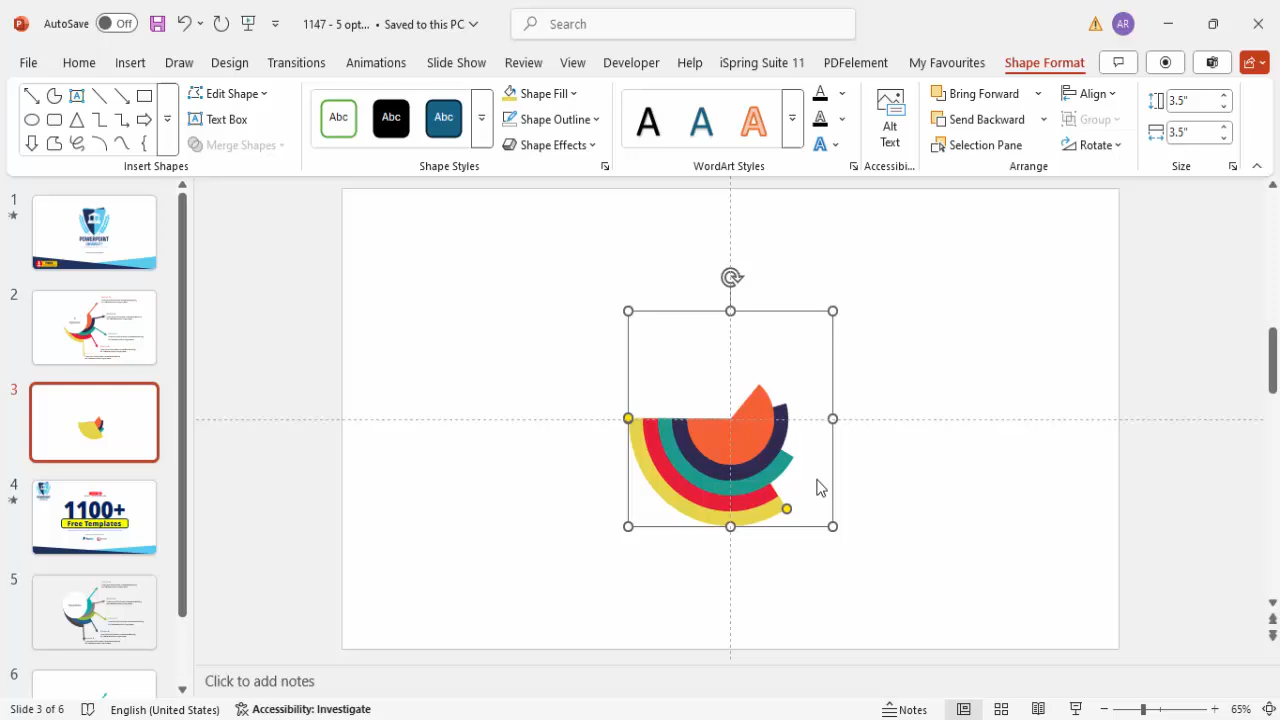 AutoSave Off 1147 - 5 opt... • Saved to this PC Search AR
File Home Insert Draw Design Transitions Animations Slide Show Review View Developer Help iSpring Suite 11 PDFelement My Favourites Shape Format
Edit Shape
Text Box
Merge Shapes
Insert Shapes
Abc Abc Abc
Shape Fill
Shape Outline
Shape Effects
Shape Styles
A A A
A
A
A
WordArt Styles
Alt
Text
Accessibi...
Bring Forward
Send Backward
Selection Pane
Align
Group
Rotate
Arrange
3.5"
3.5"
Size
1
POWERPOINT
UNIVERSITY
2
3
4
1100+
Free Templates
5
6
Click to add notes
Slide 3 of 6 English (United States) Accessibility: Investigate Notes 65%